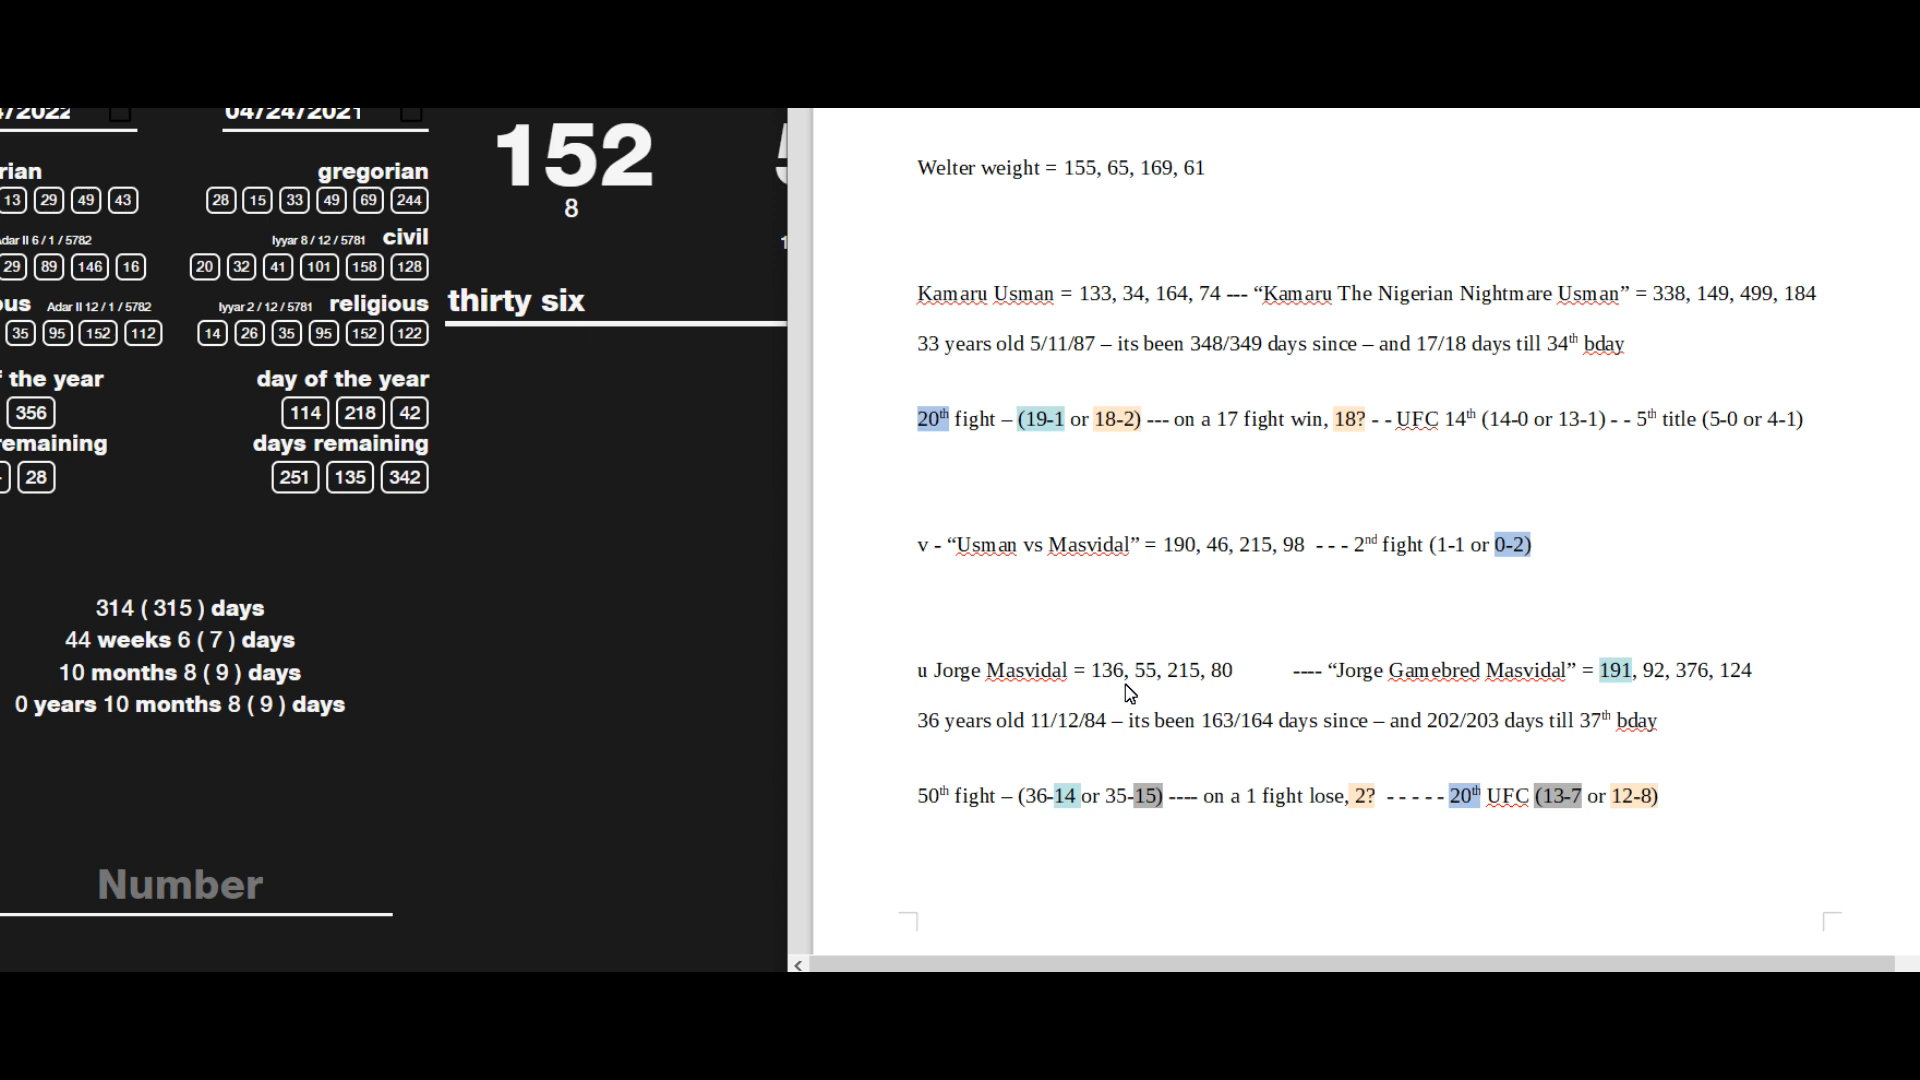 /2022
04/24/2021
rian
gregorian
13 29 49 43
28 15 33 49 69 244
dar II 6 / 1 / 5782
Iyyar 8 / 12 / 5781 civil
29 89 146 16
20 32 41 101 158 128
ous Adar II 12 / 1 / 5782
Iyyar 2 / 12 / 5781 religious
35 95 152 112
14 26 35 95 152 122
the year
day of the year
356
114 218 42
emaining
days remaining
28
251 135 342
314 ( 315 ) days
44 weeks 6 ( 7 ) days
10 months 8 ( 9 ) days
0 years 10 months 8 ( 9 ) days
Number
152
8
thirty six
Welter weight = 155, 65, 169, 61
Kamaru Usman = 133, 34, 164, 74 --- “Kamaru The Nigerian Nightmare Usman” = 338, 149, 499, 184
33 years old 5/11/87 – its been 348/349 days since – and 17/18 days till 34th bday
20th fight – (19-1 or 18-2) --- on a 17 fight win, 18? - - UFC 14th (14-0 or 13-1) - - 5th title (5-0 or 4-1)
v - “Usman vs Masvidal” = 190, 46, 215, 98 - - - 2nd fight (1-1 or 0-2)
u Jorge Masvidal = 136, 55, 215, 80 ---- “Jorge Gamebred Masvidal” = 191, 92, 376, 124
36 years old 11/12/84 – its been 163/164 days since – and 202/203 days till 37th bday
50th fight – (36-14 or 35-15) ---- on a 1 fight lose, 2? - - - - - 20th UFC (13-7 or 12-8)